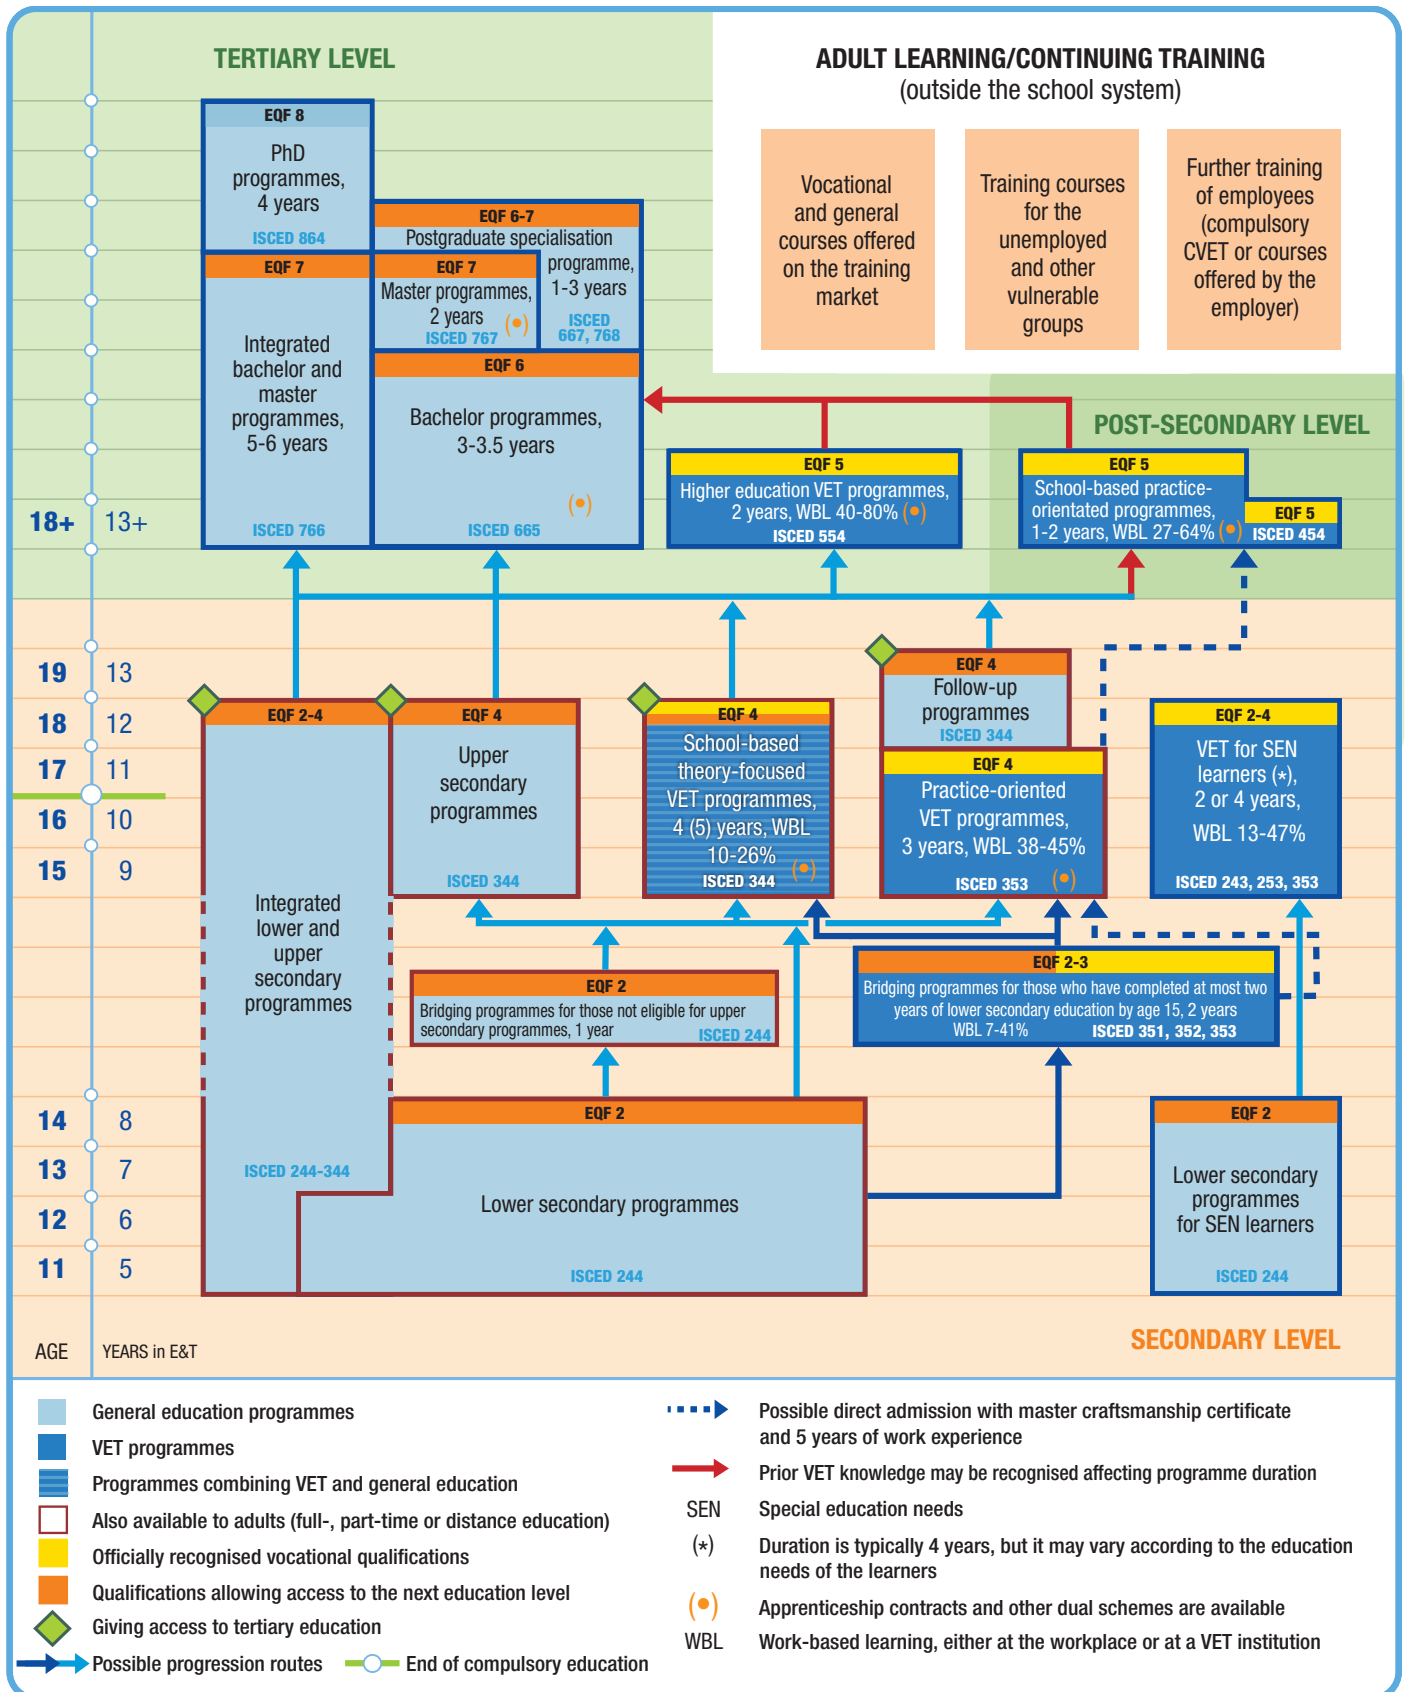 TERTIARY LEVEL
ADULT LEARNING/CONTINUING TRAINING
(outside the school system)
Vocational
and general
courses offered
on the training
market
Training courses
for the
unemployed
and other
vulnerable
groups
Further training
of employees
(compulsory
CVET or courses
offered by the
employer)
EQF 8
PhD
programmes,
4 years
ISCED 864
EQF 6-7
Postgraduate specialisation
programme,
1-3 years
ISCED
667, 768
EQF 7
Integrated
bachelor and
master
programmes,
5-6 years
ISCED 766
EQF 7
Master programmes,
2 years
(•)
ISCED 767
EQF 6
Bachelor programmes,
3-3.5 years
(•)
ISCED 665
POST-SECONDARY LEVEL
EQF 5
Higher education VET programmes,
2 years, WBL 40-80% (•)
ISCED 554
EQF 5
School-based practice-
orientated programmes,
1-2 years, WBL 27-64% (•)
EQF 5
ISCED 454
18+ 13+
19 13
18 12
17 11
16 10
15 9
14 8
13 7
12 6
11 5
AGE YEARS in E&T
EQF 2-4
Integrated
lower and
upper
secondary
programmes
ISCED 244-344
EQF 4
Upper
secondary
programmes
ISCED 344
EQF 4
School-based
theory-focused
VET programmes,
4 (5) years, WBL
10-26%
(•)
ISCED 344
EQF 4
Follow-up
programmes
ISCED 344
EQF 4
Practice-oriented
VET programmes,
3 years, WBL 38-45%
ISCED 353 (•)
EQF 2-4
VET for SEN
learners (*),
2 or 4 years,
WBL 13-47%
ISCED 243, 253, 353
EQF 2
Bridging programmes for those not eligible for upper
secondary programmes, 1 year
ISCED 244
EQF 2-3
Bridging programmes for those who have completed at most two
years of lower secondary education by age 15, 2 years
WBL 7-41% ISCED 351, 352, 353
EQF 2
Lower secondary programmes
ISCED 244
EQF 2
Lower secondary
programmes
for SEN learners
ISCED 244
SECONDARY LEVEL
General education programmes
VET programmes
Programmes combining VET and general education
Also available to adults (full-, part-time or distance education)
Officially recognised vocational qualifications
Qualifications allowing access to the next education level
Giving access to tertiary education
Possible progression routes
End of compulsory education
Possible direct admission with master craftsmanship certificate
and 5 years of work experience
Prior VET knowledge may be recognised affecting programme duration
SEN Special education needs
(*) Duration is typically 4 years, but it may vary according to the education
needs of the learners
(•) Apprenticeship contracts and other dual schemes are available
WBL Work-based learning, either at the workplace or at a VET institution